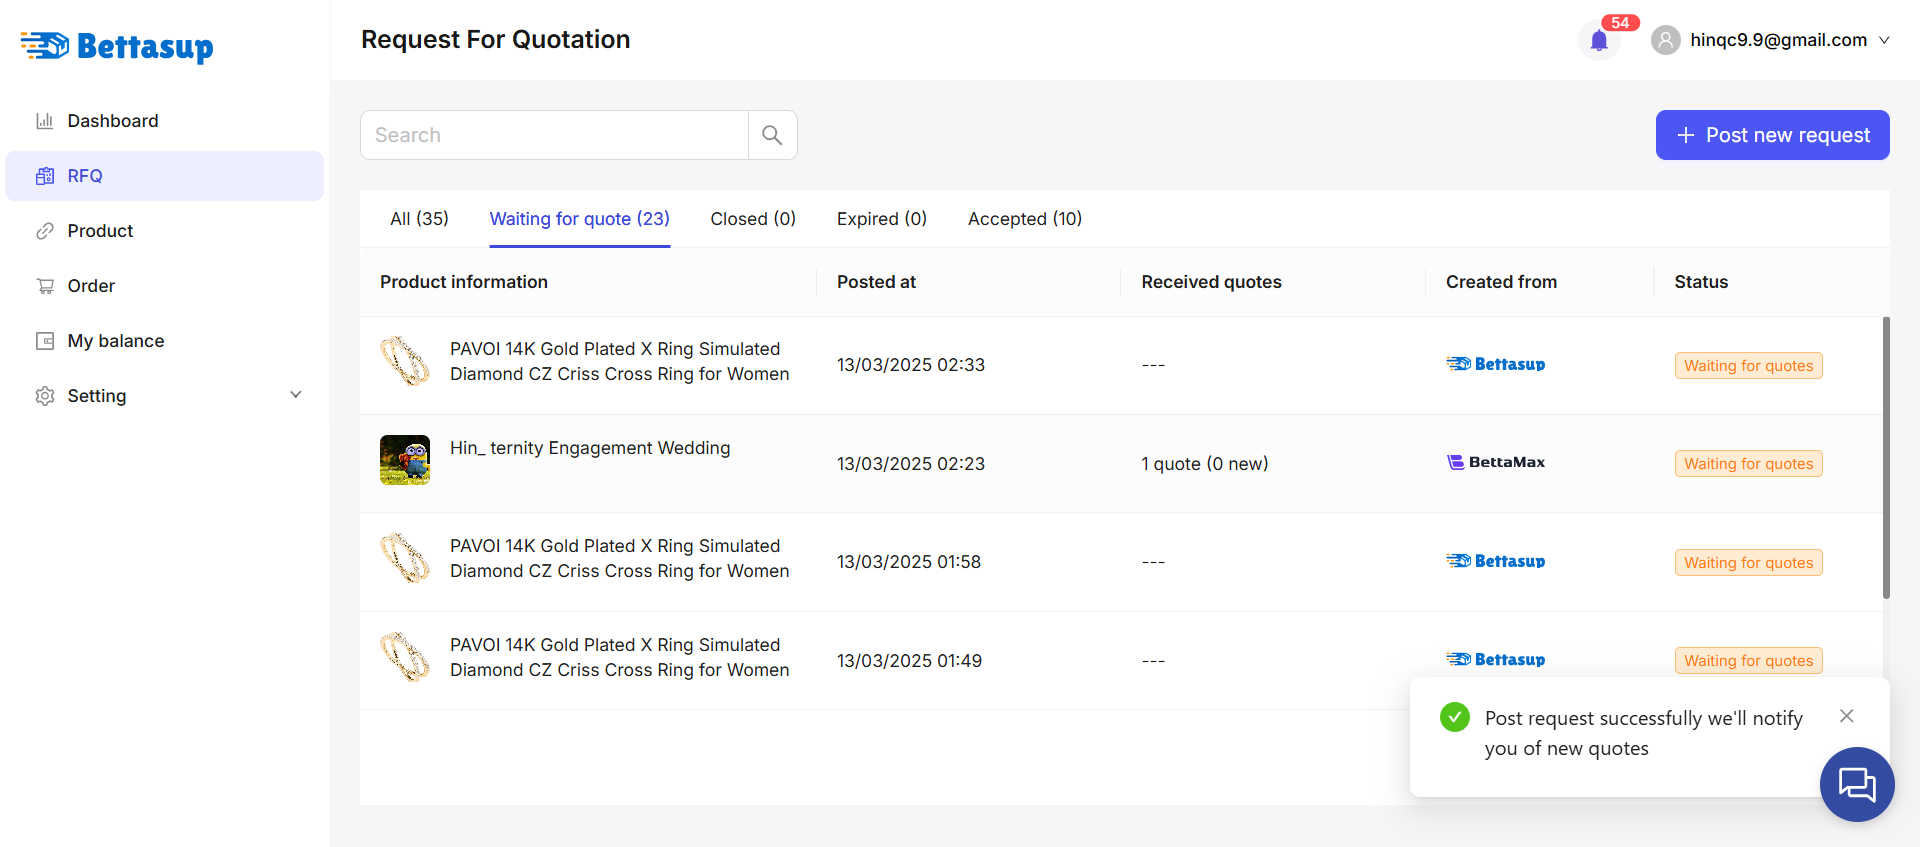 Bettasup
Request For Quotation
54
hinqc9.9@gmail.com
Dashboard
RFQ
Product
Order
My balance
Setting
Search
Post new request
All (35)
Waiting for quote (23)
Closed (0)
Expired (0)
Accepted (10)
Product information
Posted at
Received quotes
Created from
Status
PAVOI 14K Gold Plated X Ring Simulated
Diamond CZ Criss Cross Ring for Women
13/03/2025 02:33
---
Bettasup
Waiting for quotes
Hin_ ternity Engagement Wedding
13/03/2025 02:23
1 quote (0 new)
BettaMax
Waiting for quotes
PAVOI 14K Gold Plated X Ring Simulated
Diamond CZ Criss Cross Ring for Women
13/03/2025 01:58
---
Bettasup
Waiting for quotes
PAVOI 14K Gold Plated X Ring Simulated
Diamond CZ Criss Cross Ring for Women
13/03/2025 01:49
---
Bettasup
Waiting for quotes
Post request successfully we'll notify
you of new quotes